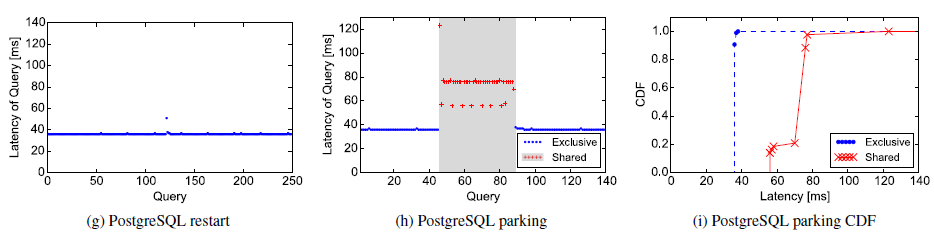 140
120
100
80
60
40
20
0
Latency of Query [ms]
0 50 100 150 200 250
Query
(g) PostgreSQL restart
120
100
80
60
40
20
0
Latency of Query [ms]
Exclusive
Shared
20 40 60 80 100 120 140
Query
(h) PostgreSQL parking
1.0
0.8
0.6
0.4
0.2
0.0
CDF
Exclusive
Shared
0 20 40 60 80 100 120 140
Latency [ms]
(i) PostgreSQL parking CDF